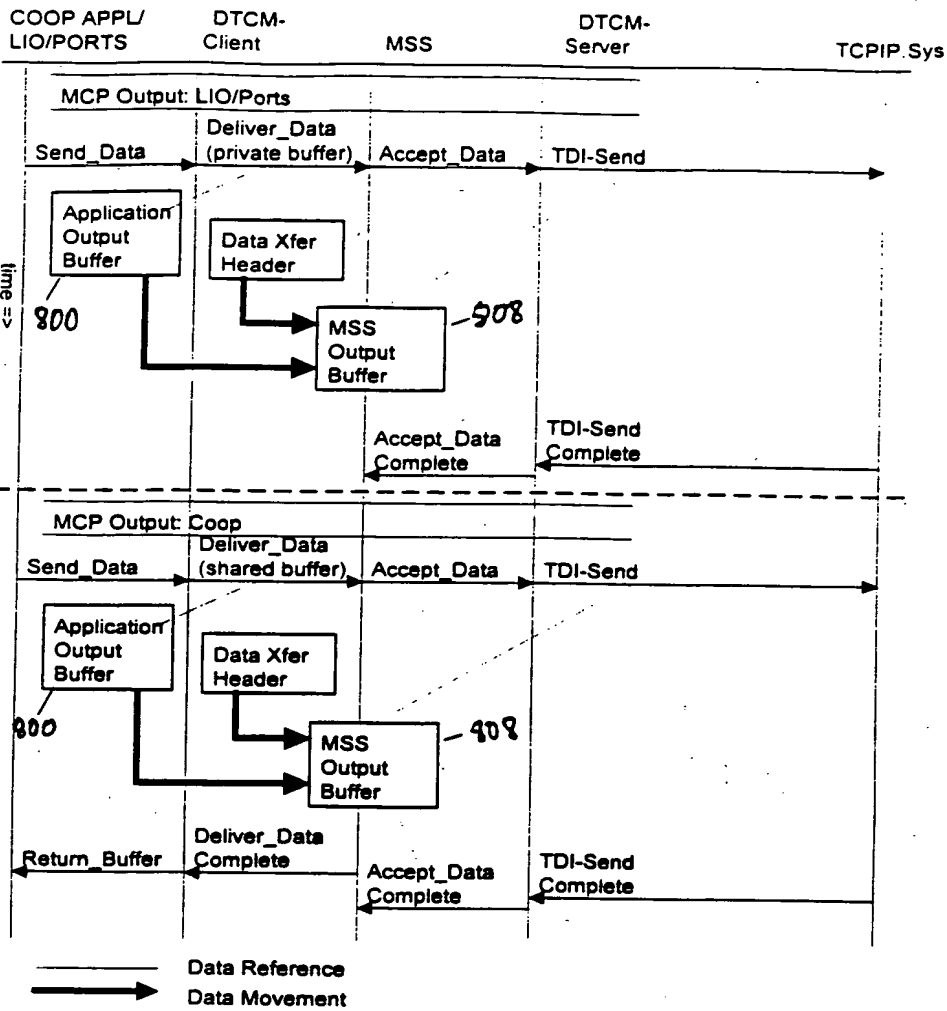 COOP APPL/
LIO/PORTS
DTCM-
Client
MSS
DTCM-
Server
TCPIP.Sys
MCP Output: LIO/Ports
Send_Data
Deliver_Data
(private buffer)
Accept_Data
TDI-Send
Application
Output
Buffer
Data Xfer
Header
time =>
800
MSS
Output
Buffer
808
Accept_Data
Complete
TDI-Send
Complete
MCP Output: Coop
Send_Data
Deliver_Data
(shared buffer)
Accept_Data
TDI-Send
Application
Output
Buffer
Data Xfer
Header
800
MSS
Output
Buffer
808
Return_Buffer
Deliver_Data
Complete
Accept_Data
Complete
TDI-Send
Complete
Data Reference
Data Movement